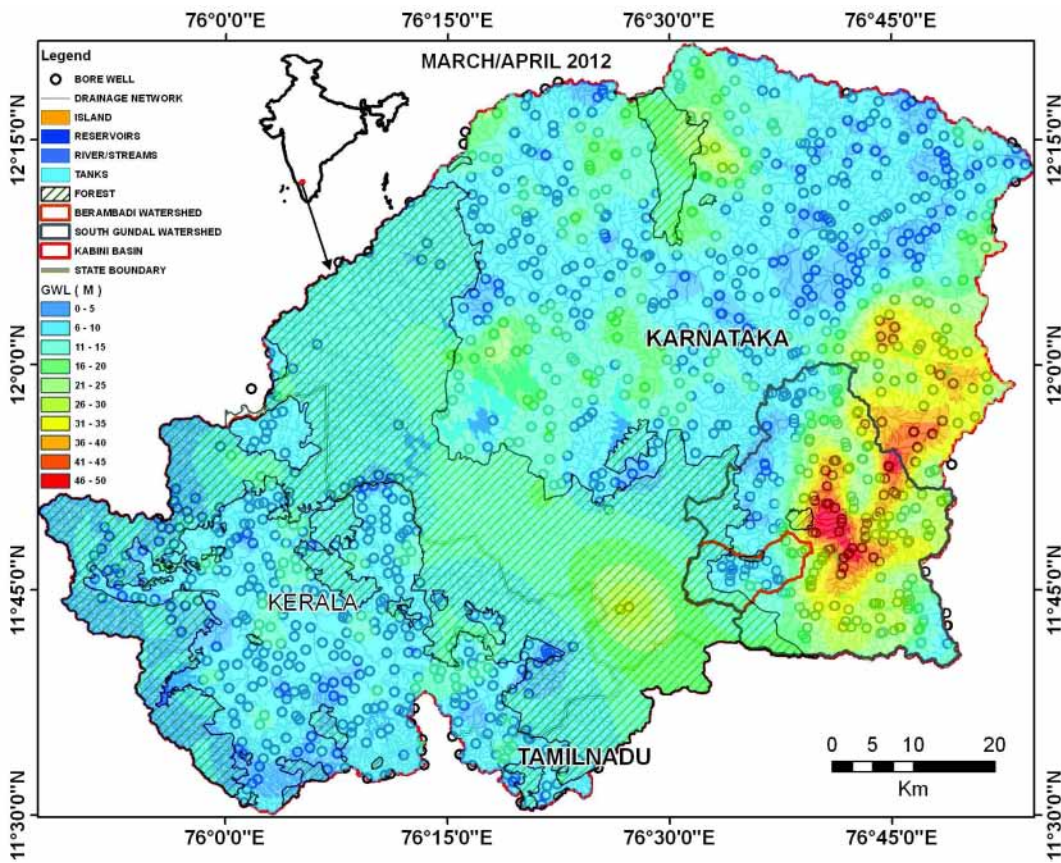 76°0'0"E 76°15'0"E 76°30'0"E 76°45'0"E
Legend
BORE WELL
DRAINAGE NETWORK
ISLAND
RESERVOIRS
RIVER/STREAMS
TANKS
FOREST
BERAMBADI WATERSHED
SOUTH GUNDAL WATERSHED
KABINI BASIN
STATE BOUNDARY
GWL ( M )
0 - 5
6 - 10
11 - 15
16 - 20
21 - 25
26 - 30
31 - 35
36 - 40
41 - 45
46 - 50
MARCH/APRIL 2012
12°15'0"N 12°15'0"N
KARNATAKA
12°0'0"N 12°0'0"N
11°45'0"N 11°45'0"N
KERALA
TAMILNADU
0 5 10 20
Km
11°30'0"N 11°30'0"N
76°0'0"E 76°15'0"E 76°30'0"E 76°45'0"E